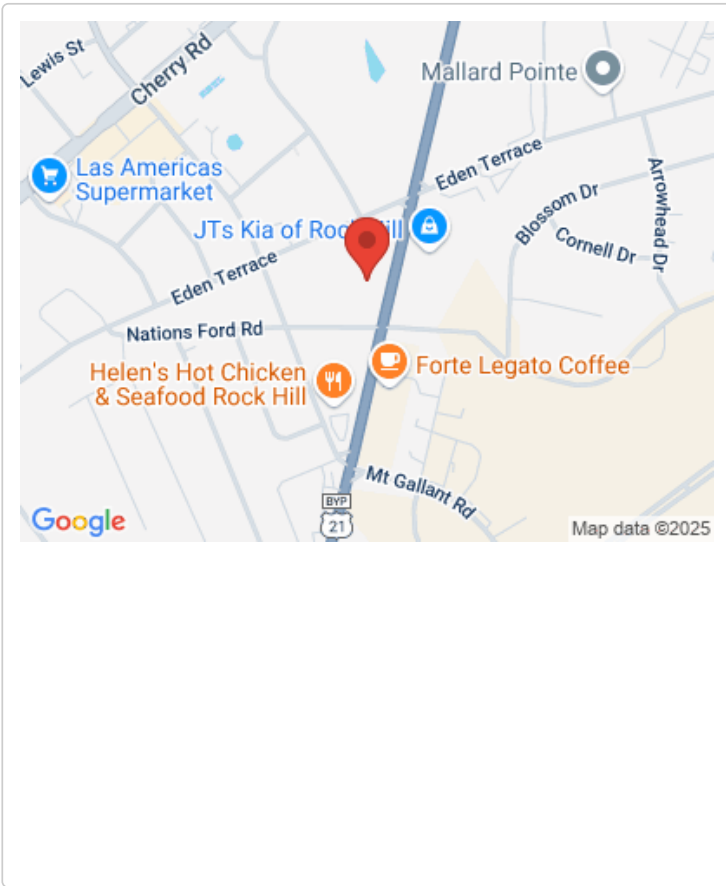 Lewis St
Cherry Rd
Mallard Pointe
Las Americas
Supermarket
Eden Terrace
Arrowhead Dr
Blossom Dr
Cornell Dr
JTs Kia of Rock Hill
Eden Terrace
Nations Ford Rd
Helen's Hot Chicken
& Seafood Rock Hill
Forte Legato Coffee
Mt Gallant Rd
BYP
21
Google
Map data ©2025